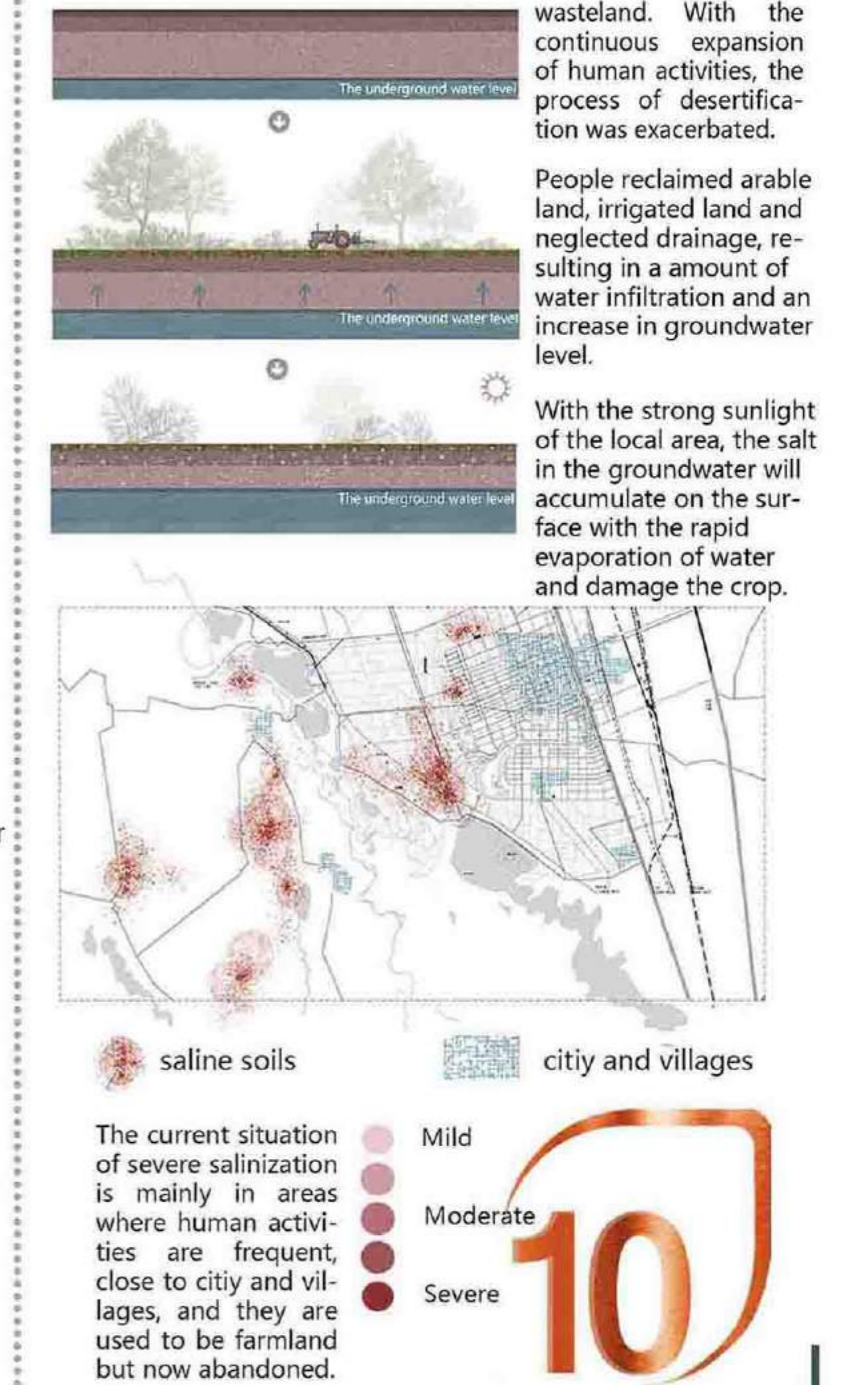 wasteland. With the
continuous expansion
of human activities, the
process of desertifica-
tion was exacerbated.
The underground water level
People reclaimed arable
land, irrigated land and
neglected drainage, re-
sulting in a amount of
water infiltration and an
increase in groundwater
level.
The underground water level
With the strong sunlight
of the local area, the salt
in the groundwater will
accumulate on the sur-
face with the rapid
evaporation of water
and damage the crop.
The underground water level
r
saline soils
citiy and villages
The current situation
of severe salinization
is mainly in areas
where human activi-
ties are frequent,
close to citiy and vil-
lages, and they are
used to be farmland
but now abandoned.
Mild
Moderate
Severe
10